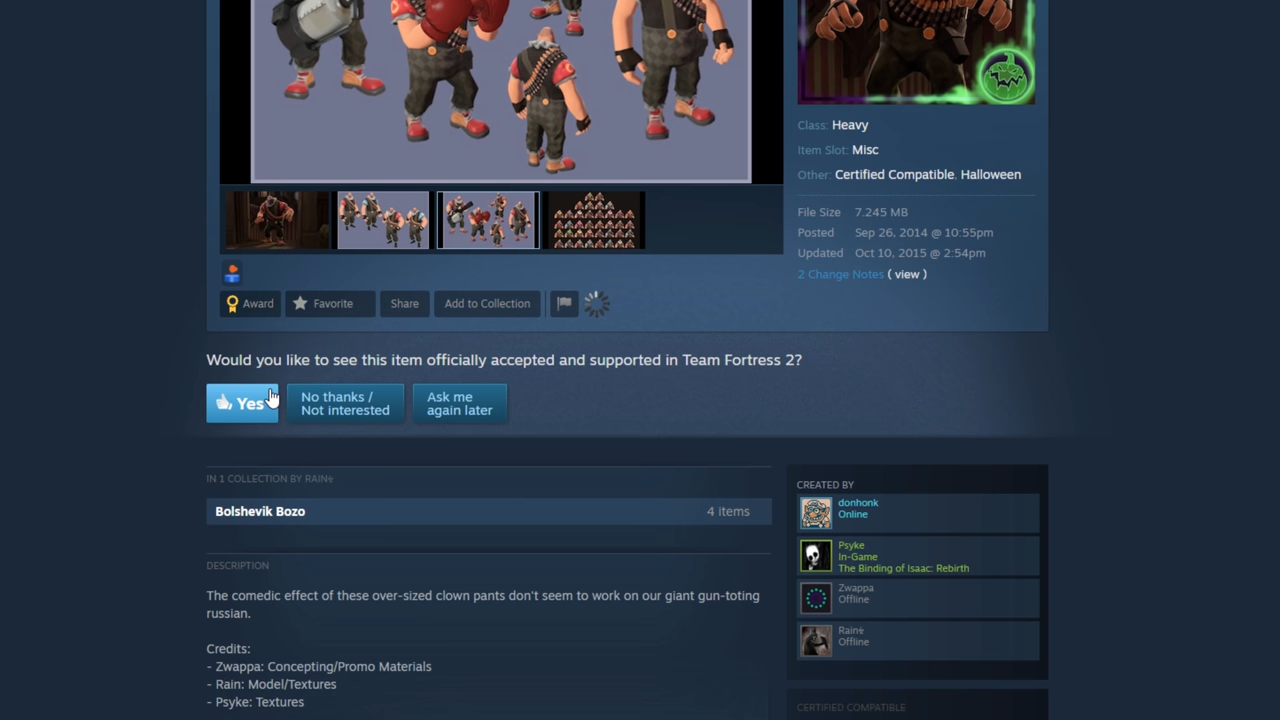 Class: Heavy
Item Slot: Misc
Other: Certified Compatible, Halloween
File Size 7.245 MB
Posted Sep 26, 2014 @ 10:55pm
Updated Oct 10, 2015 @ 2:54pm
2 Change Notes ( view )
Award
Favorite
Share
Add to Collection
Would you like to see this item officially accepted and supported in Team Fortress 2?
Yes
No thanks /
Not interested
Ask me
again later
IN 1 COLLECTION BY RAIN
Bolshevik Bozo 4 items
DESCRIPTION
The comedic effect of these over-sized clown pants don't seem to work on our giant gun-toting
russian.
Credits:
- Zwappa: Concepting/Promo Materials
- Rain: Model/Textures
- Psyke: Textures
CREATED BY
donhonk
Online
Psyke
In-Game
The Binding of Isaac: Rebirth
Zwappa
Offline
Rain
Offline
CERTIFIED COMPATIBLE